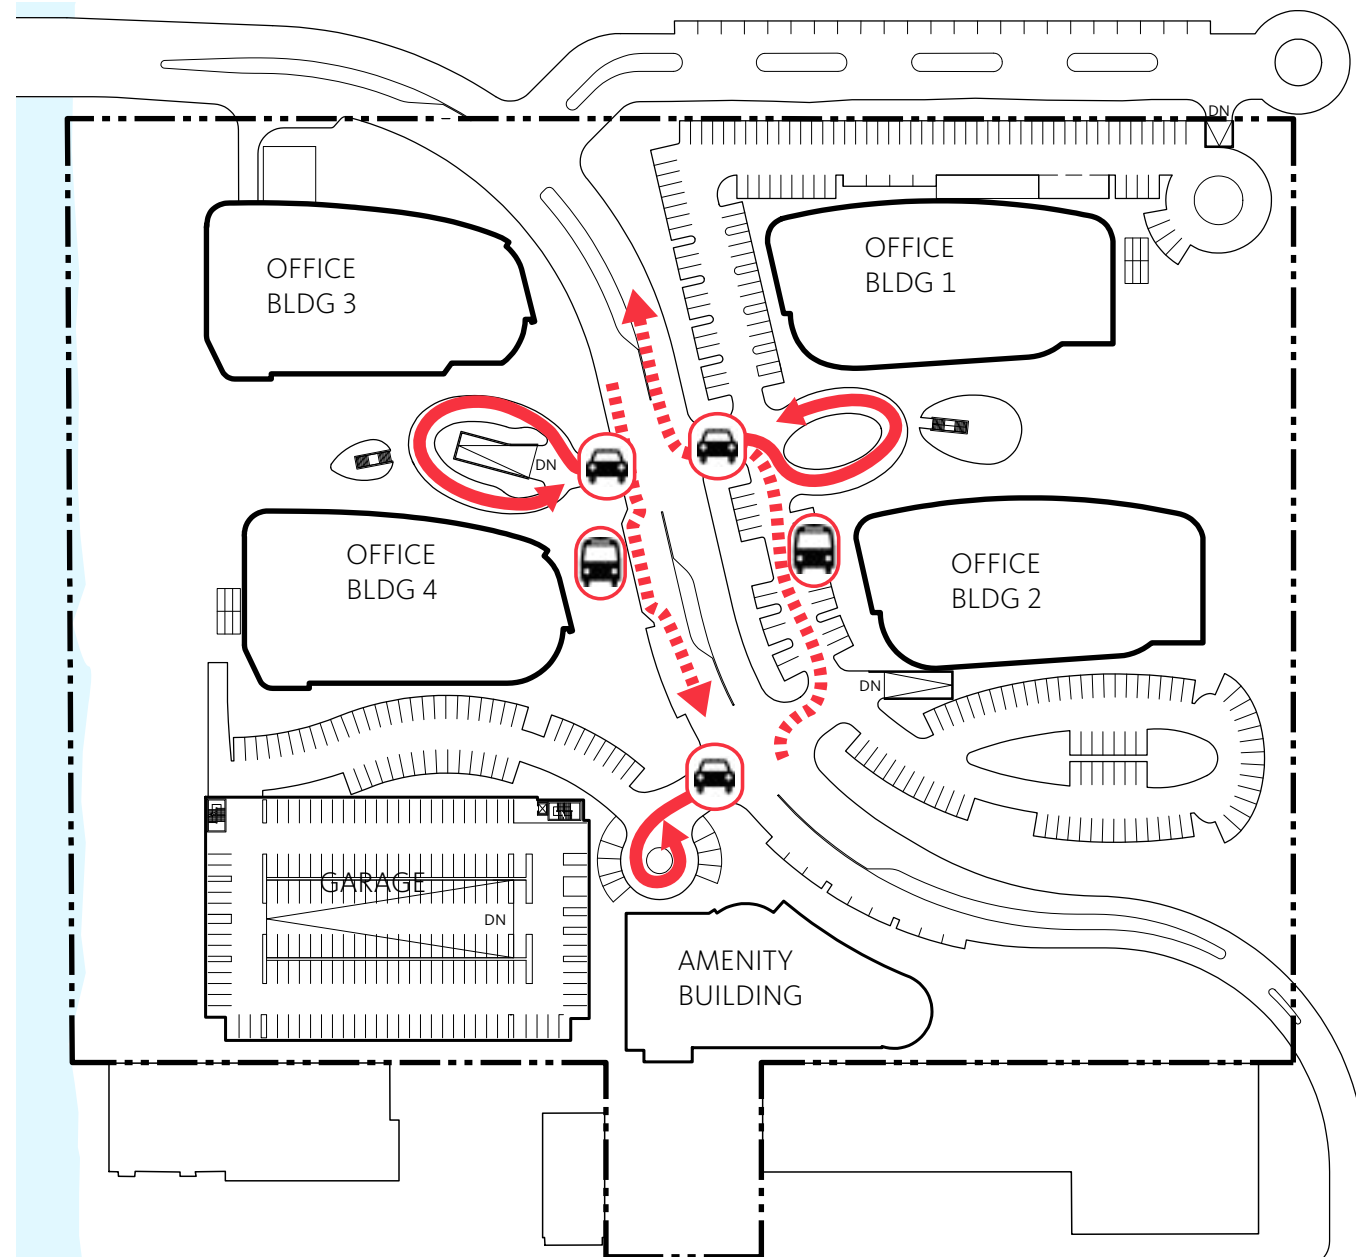 DN
OFFICE
BLDG 3
OFFICE
BLDG 1
DN
OFFICE
BLDG 4
OFFICE
BLDG 2
DN
GARAGE
DN
AMENITY
BUILDING